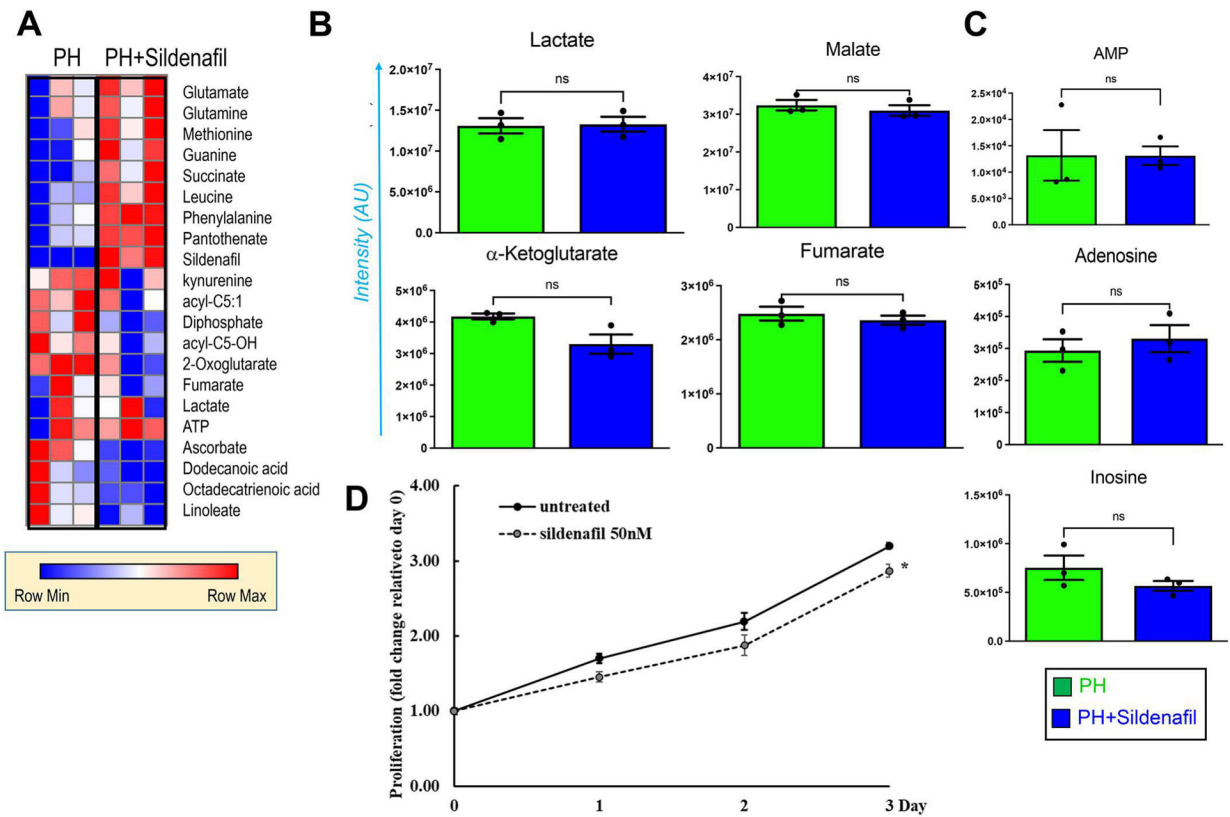 A
PH PH+Sildenafil
Glutamate
Glutamine
Methionine
Guanine
Succinate
Leucine
Phenylalanine
Pantothenate
Sildenafil
kynurenine
acyl-C5:1
Diphosphate
acyl-C5-OH
2-Oxoglutarate
Fumarate
Lactate
ATP
Ascorbate
Dodecanoic acid
Octadecatrienoic acid
Linoleate
Row Min Row Max
B
Intensity (AU)
Lactate
ns
2.0×10⁷
1.5×10⁷
1.0×10⁷
5.0×10⁶
0.0
Malate
ns
4×10⁷
3×10⁷
2×10⁷
1×10⁷
0
α-Ketoglutarate
ns
5×10⁶
4×10⁶
3×10⁶
2×10⁶
1×10⁶
0
Fumarate
ns
3×10⁶
2×10⁶
1×10⁶
0
C
AMP
ns
2.5×10⁴
2.0×10⁴
1.5×10⁴
1.0×10⁴
5.0×10³
0.0
Adenosine
ns
5×10⁵
4×10⁵
3×10⁵
2×10⁵
1×10⁵
0
Inosine
ns
1.5×10⁶
1.0×10⁶
5.0×10⁵
0.0
PH
PH+Sildenafil
D
Proliferation (fold change relativeto day 0)
4.00
3.00
2.00
1.00
0.00
untreated
sildenafil 50nM
*
0 1 2 3 Day